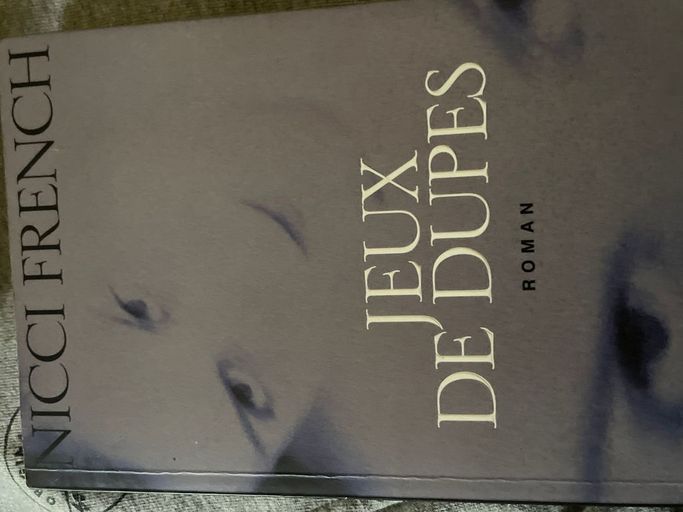 NICCI FRENCH
JEUX
DE DUPES
ROMAN